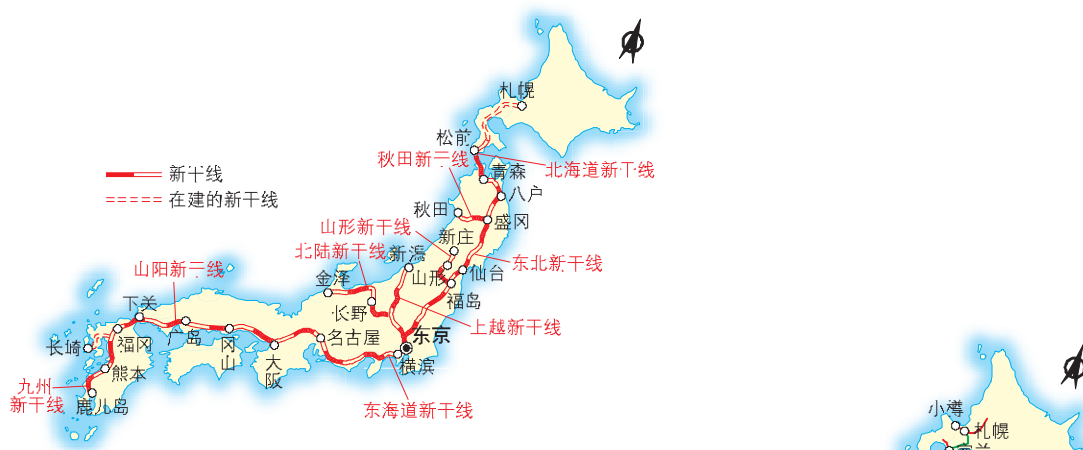 札幌
松前
秋田新干线
北海道新干线
青森
新干线
八户
在建的新干线
秋田
盛冈
山形新干线
新庄
北陆新干线
新潟
东北新干线
山阳新干线
山形
仙台
金泽
福岛
下关
长野
上越新干线
东京
广岛
名古屋
福冈
冈山
长崎
大阪
横滨
熊本
九州
新干线
鹿儿岛
东海道新干线
小樽
札幌